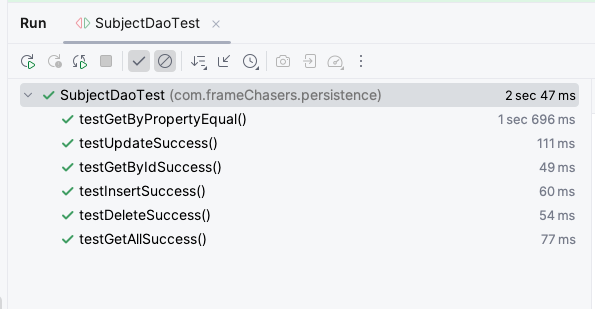 Run SubjectDaoTest
SubjectDaoTest (com.frameChasers.persistence) 2 sec 47 ms
testGetByPropertyEqual() 1 sec 696 ms
testUpdateSuccess() 111 ms
testGetByIdSuccess() 49 ms
testInsertSuccess() 60 ms
testDeleteSuccess() 54 ms
testGetAllSuccess() 77 ms